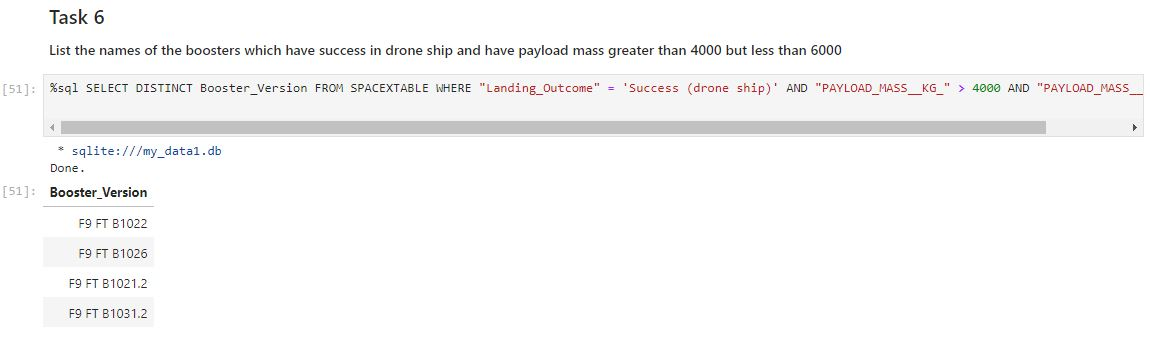 Task 6
List the names of the boosters which have success in drone ship and have payload mass greater than 4000 but less than 6000
[51]: %sql SELECT DISTINCT Booster_Version FROM SPACEXTABLE WHERE "Landing_Outcome" = 'Success (drone ship)' AND "PAYLOAD_MASS__KG_" > 4000 AND "PAYLOAD_MASS__
* sqlite:///my_data1.db
Done.
[51]: Booster_Version
F9 FT B1022
F9 FT B1026
F9 FT B1021.2
F9 FT B1031.2